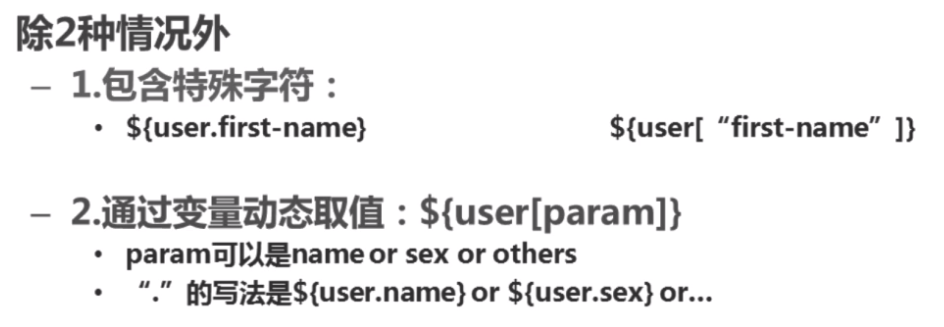 除2种情况外
– 1.包含特殊字符：
• ${user.first-name} ${user[“first-name”]}
– 2.通过变量动态取值：${user[param]}
• param可以是name or sex or others
• “.”的写法是${user.name} or ${user.sex} or...